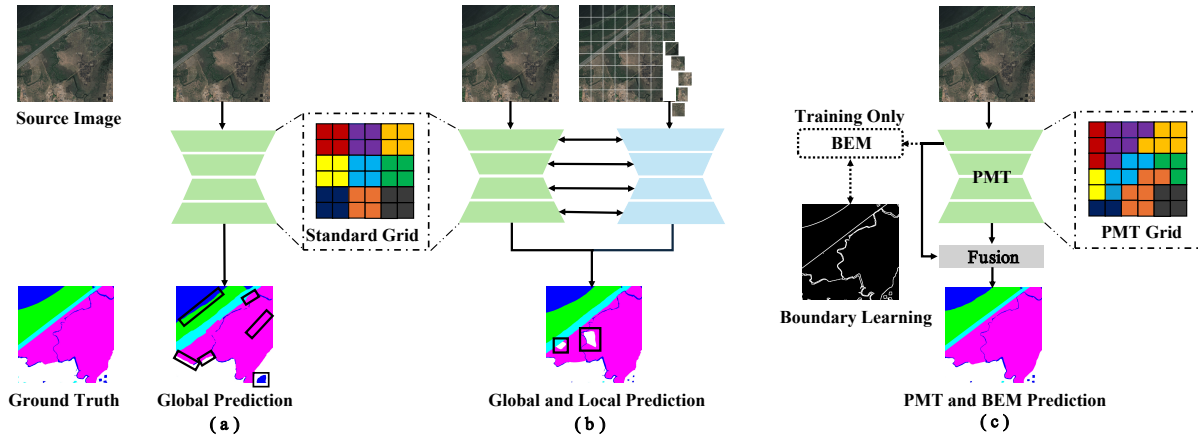 Source Image
Standard Grid
Training Only
BEM
PMT
PMT Grid
Fusion
Boundary Learning
Ground Truth
Global Prediction
Global and Local Prediction
PMT and BEM Prediction
( a )
( b )
( c )